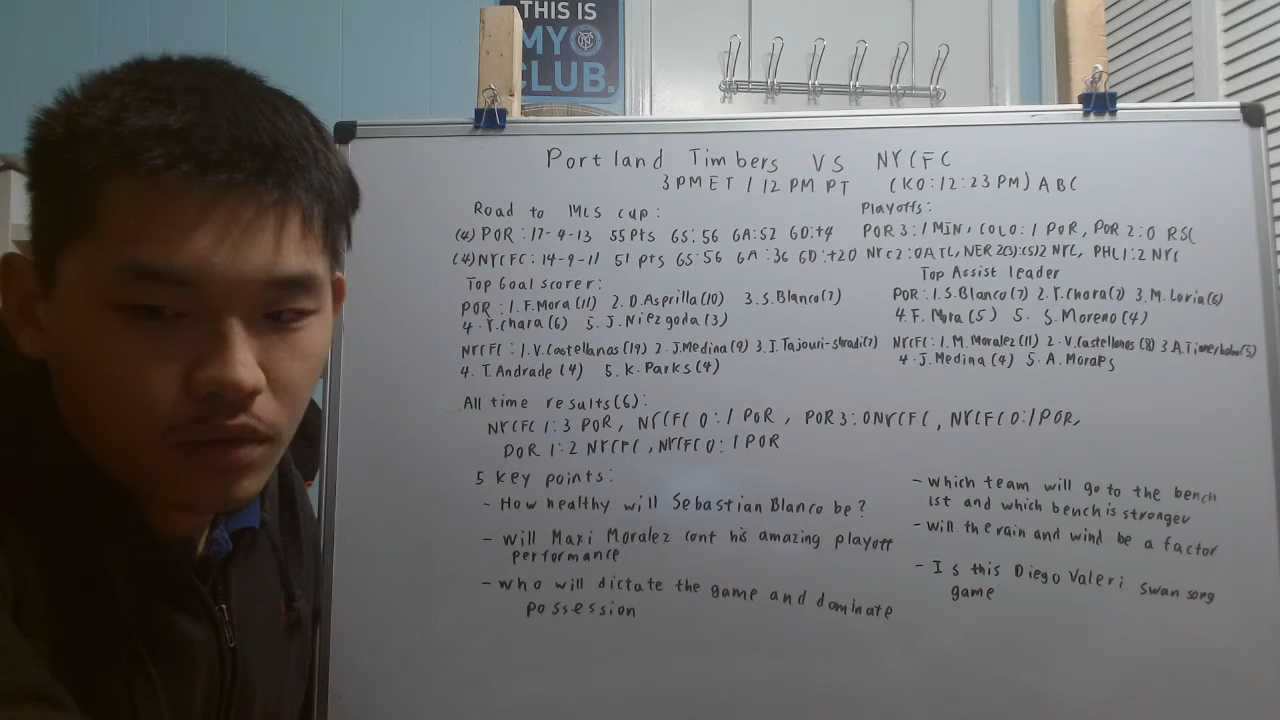 THIS IS
MY
CLUB.
Portland Timbers VS NYCFC
3 PM ET / 12 PM PT (KO:12:23 PM) ABC
Road to MLS cup:
(4) POR: 17-4-13 55 Pts GS: 56 GA: 52 GD: +4
(4) NYCFC: 14-9-11 51 pts GS: 56 GA: 36 GD: +20
Playoffs:
POR 3:1 MIN, COLO:1 POR, POR 2:0 RSL
NYC 2:0 ATL, NER 2(3):(5)2 NYC, PHL 1:2 NYC
Top Goal scorer:
POR: 1. F. Mora (11) 2. D. Asprilla (10) 3. S. Blanco (7)
4. Y. Chara (6) 5. J. Niezgoda (3)
NYCFC: 1. V. Castellanas (19) 2. J. Medina (9) 3. I. Tajouri-shradi (7)
4. T. Andrade (4) 5. K. Parks (4)
Top Assist leader
POR: 1. S. Blanco (7) 2. Y. Chara (7) 3. M. Loria (6)
4. F. Mora (5) 5. S. Moreno (4)
NYCFC: 1. M. Moralez (11) 2. V. Castellanos (8) 3. A. (5)
4. J. Medina (4) 5. A. Moraes
All time results (6):
NYCFC 1:3 POR, NYCFC 0:1 POR, POR 3:0 NYCFC, NYCFC 0:1 POR,
POR 1:2 NYCFC, NYCFC 0:1 POR
5 key points:
- How healthy will Sebastian Blanco be?
- will Maxi Moralez cont his amazing playoff
performance
- who will dictate the game and dominate
possession
- which team will go to the bench
1st and which bench is stronger
- will the rain and wind be a factor
- Is this Diego Valeri swan song
game